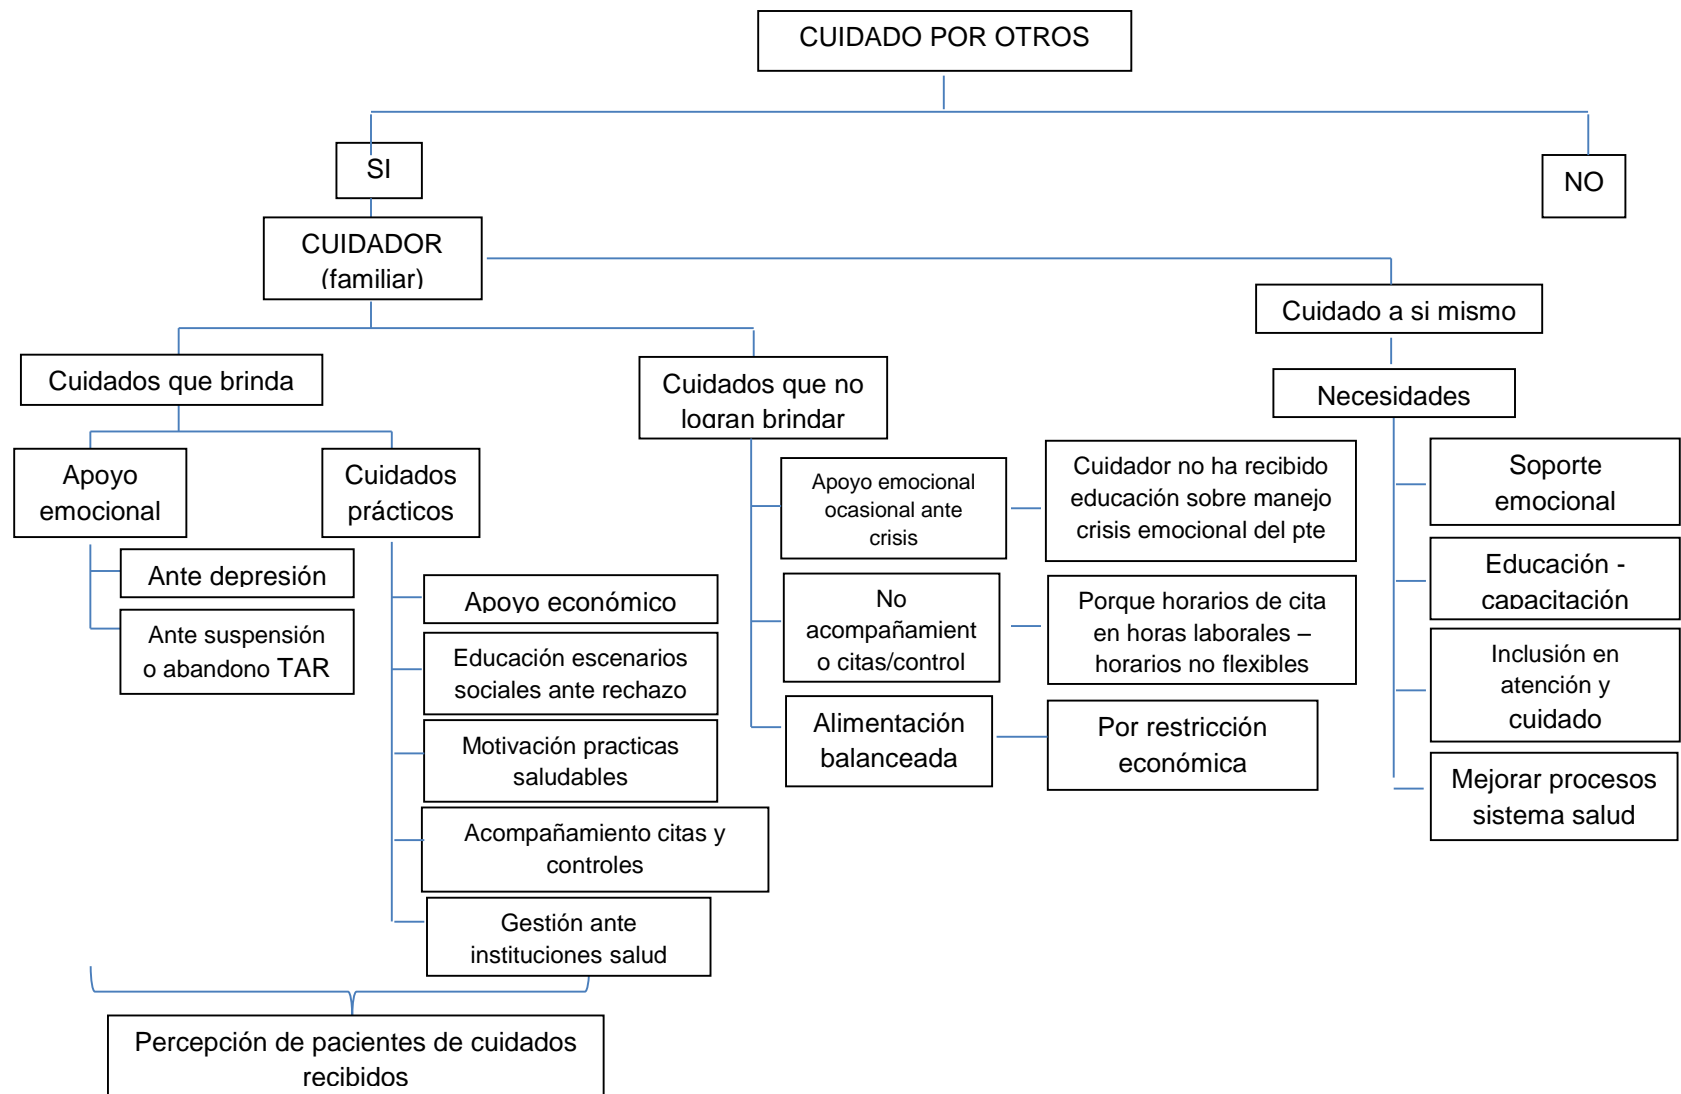 CUIDADO POR OTROS
SI
NO
CUIDADOR
(familiar)
Cuidado a si mismo
Cuidados que brinda
Cuidados que no
logran brindar
Necesidades
Apoyo
emocional
Cuidados
prácticos
Ante depresión
Ante suspensión
o abandono TAR
Apoyo económico
Educación escenarios
sociales ante rechazo
Motivación practicas
saludables
Acompañamiento citas y
controles
Gestión ante
instituciones salud
Apoyo emocional
ocasional ante
crisis
Cuidador no ha recibido
educación sobre manejo
crisis emocional del pte
No
acompañamient
o citas/control
Porque horarios de cita
en horas laborales –
horarios no flexibles
Alimentación
balanceada
Por restricción
económica
Soporte
emocional
Educación -
capacitación
Inclusión en
atención y
cuidado
Mejorar procesos
sistema salud
Percepción de pacientes de cuidados
recibidos